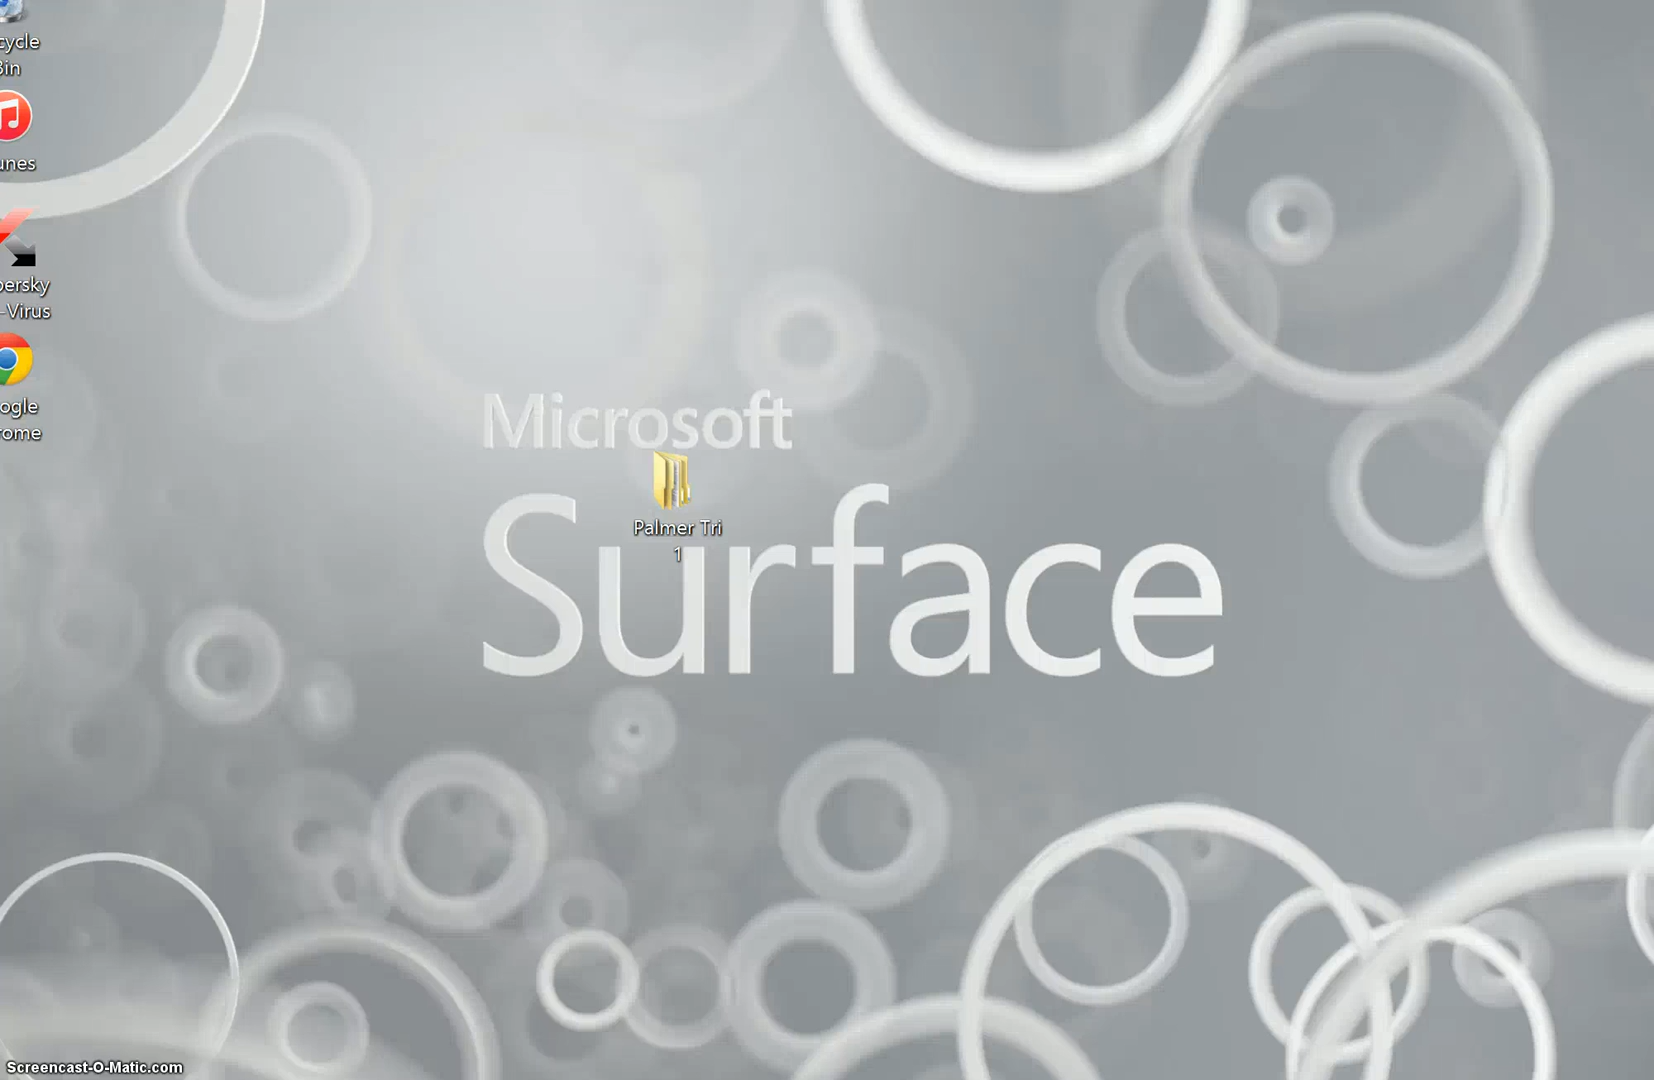 cycle
Bin
unes
persky
-Virus
ogle
rome
Microsoft
Palmer Tri
1
Surface
Screencast-O-Matic.com